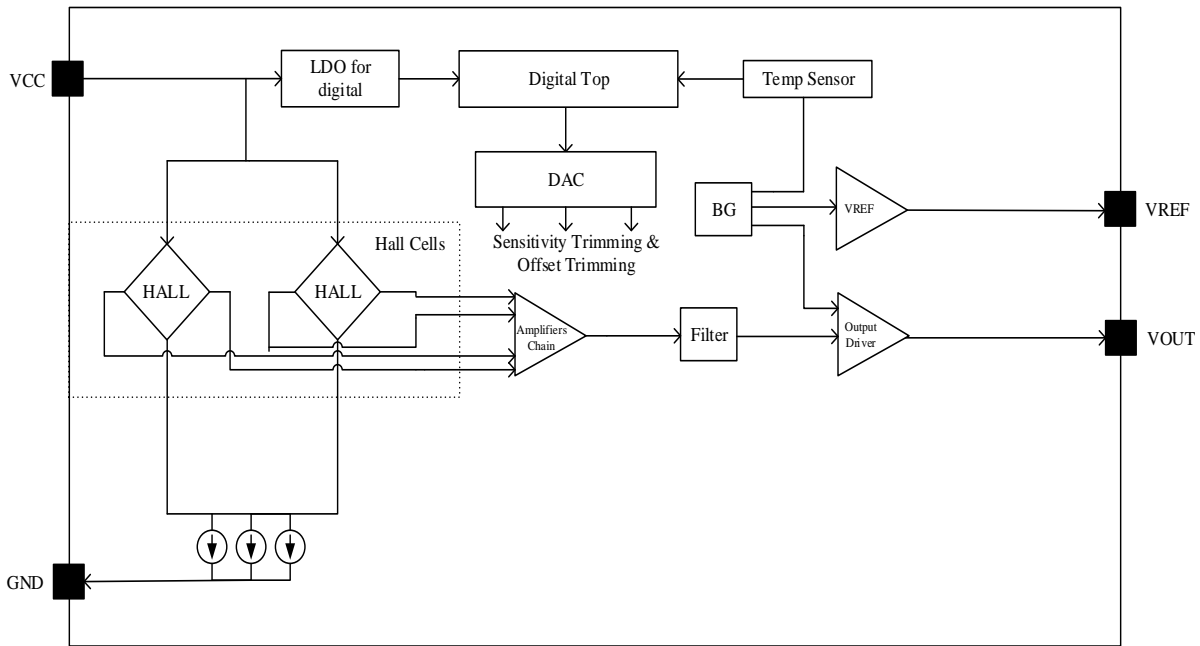 VCC
LDO for
digital
Digital Top
Temp Sensor
DAC
BG
VREF
VREF
Sensitivity Trimming &
Offset Trimming
Hall Cells
HALL
HALL
Amplifiers
Chain
Filter
Output
Driver
VOUT
GND